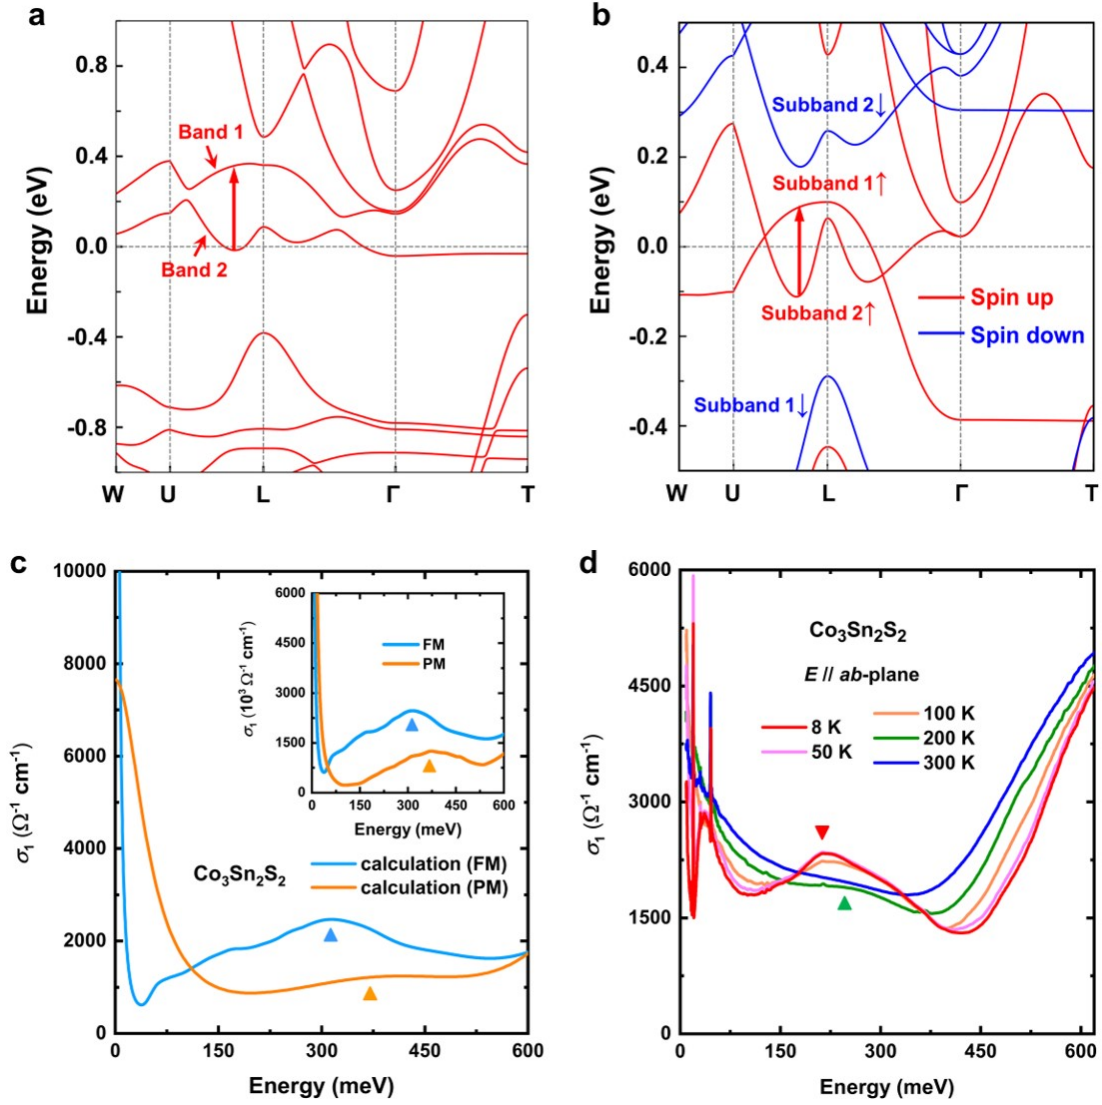 a
Energy (eV)
0.8
0.4
0.0
-0.4
-0.8
Band 1
Band 2
W U L Γ T
b
Energy (eV)
0.4
0.2
0.0
-0.2
-0.4
Subband 2↓
Subband 1↑
Subband 2↑
Spin up
Spin down
Subband 1↓
W U L Γ T
c
σ₁ (Ω⁻¹ cm⁻¹)
10000
8000
6000
4000
2000
0
σ₁ (10³ Ω⁻¹ cm⁻¹)
6000
4500
3000
1500
0
FM
PM
0 150 300 450 600
Energy (meV)
Co₃Sn₂S₂
calculation (FM)
calculation (PM)
0 150 300 450 600
Energy (meV)
d
σ₁ (Ω⁻¹ cm⁻¹)
6000
4500
3000
1500
0
Co₃Sn₂S₂
E // ab-plane
8 K
50 K
100 K
200 K
300 K
0 150 300 450 600
Energy (meV)